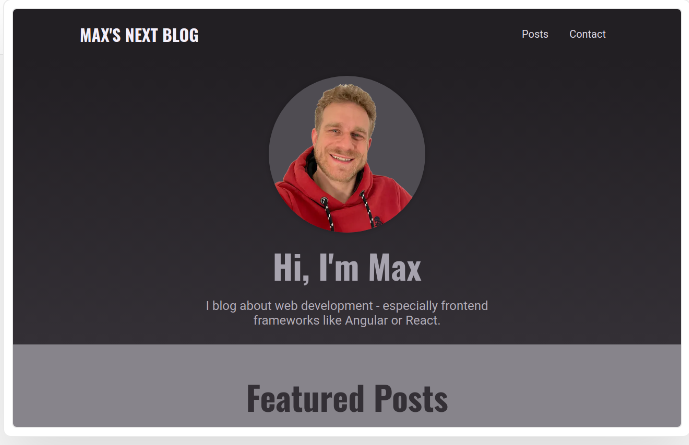 MAX'S NEXT BLOG
Posts
Contact
Hi, I'm Max
I blog about web development - especially frontend
frameworks like Angular or React.
Featured Posts